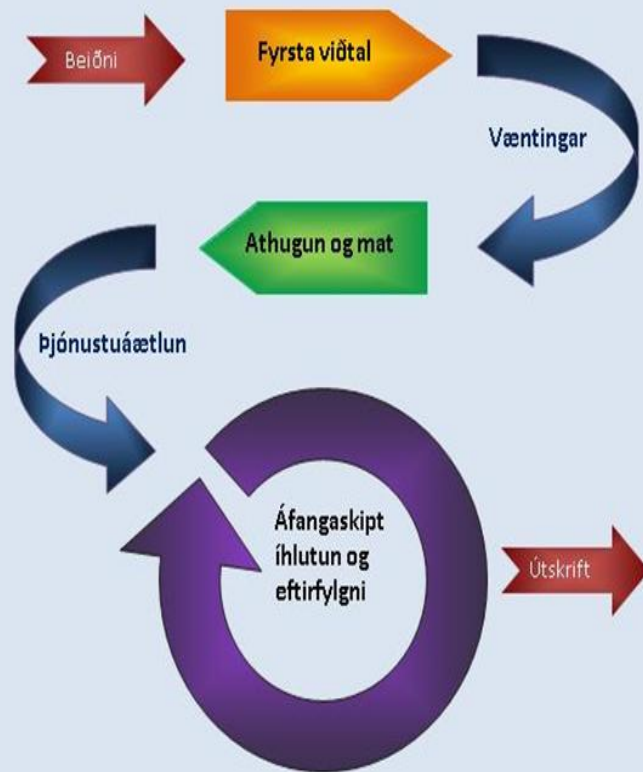 Beiðni
Fyrsta viðtal
Væntingar
Athugun og mat
Þjónustuáætlun
Áfangaskipt
íhlutun og
eftirfylgni
Útskrift